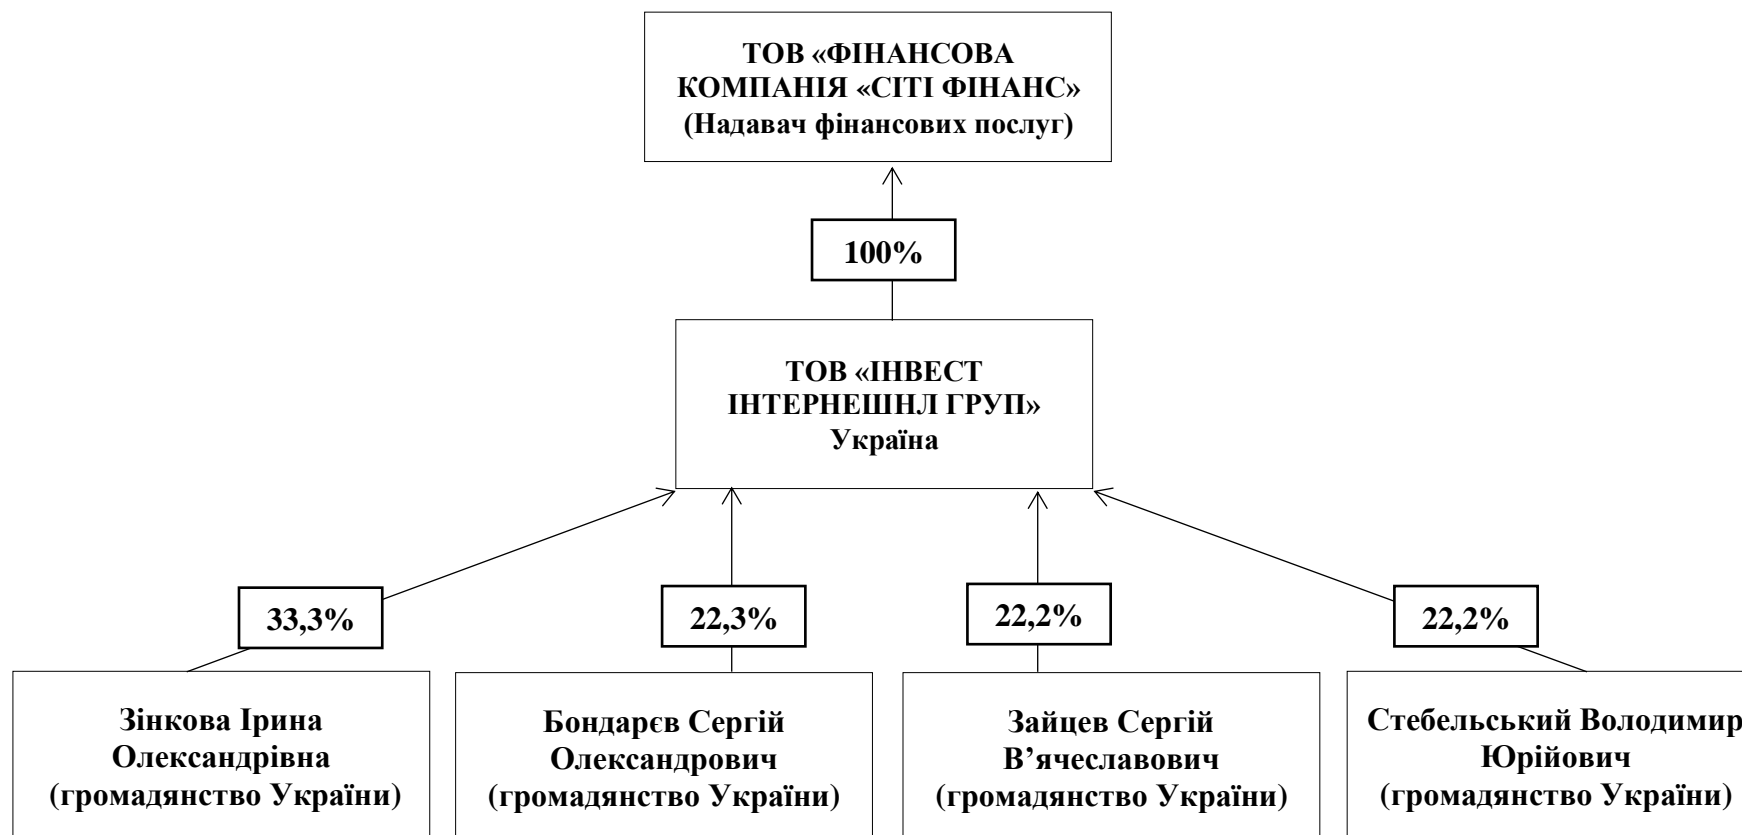 ТОВ «ФІНАНСОВА
КОМПАНІЯ «СІТІ ФІНАНС»
(Надавач фінансових послуг)
100%
ТОВ «ІНВЕСТ
ІНТЕРНЕШНЛ ГРУП»
Україна
33,3%
22,3%
22,2%
22,2%
Зінкова Ірина
Олександрівна
(громадянство України)
Бондарєв Сергій
Олександрович
(громадянство України)
Зайцев Сергій
В’ячеславович
(громадянство України)
Стебельський Володимир
Юрійович
(громадянство України)